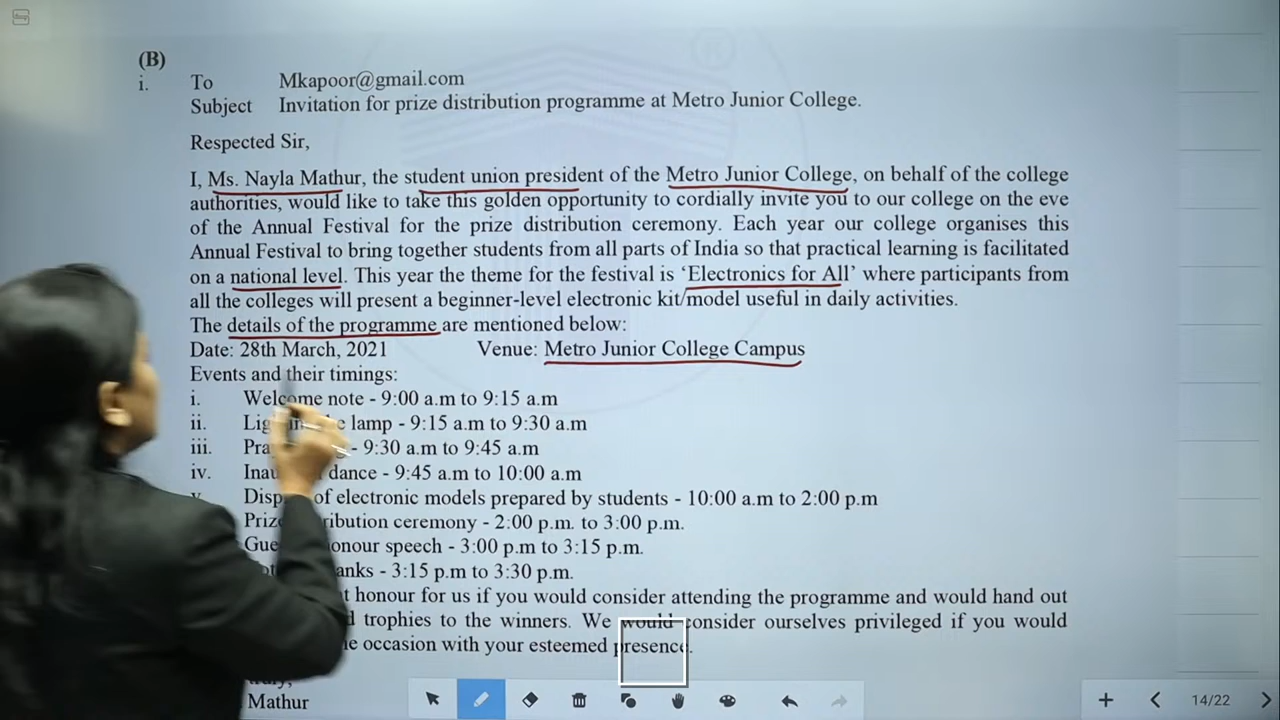 (B)
i. To Mkapoor@gmail.com
Subject Invitation for prize distribution programme at Metro Junior College.
Respected Sir,
I, Ms. Nayla Mathur, the student union president of the Metro Junior College, on behalf of the college
authorities, would like to take this golden opportunity to cordially invite you to our college on the eve
of the Annual Festival for the prize distribution ceremony. Each year our college organises this
Annual Festival to bring together students from all parts of India so that practical learning is facilitated
on a national level. This year the theme for the festival is ‘Electronics for All’ where participants from
all the colleges will present a beginner-level electronic kit/model useful in daily activities.
The details of the programme are mentioned below:
Date: 28th March, 2021 Venue: Metro Junior College Campus
Events and their timings:
i. Welcome note - 9:00 a.m to 9:15 a.m
ii. lamp - 9:15 a.m to 9:30 a.m
iii. - 9:30 a.m to 9:45 a.m
iv. dance - 9:45 a.m to 10:00 a.m
of electronic models prepared by students - 10:00 a.m to 2:00 p.m
ceremony - 2:00 p.m. to 3:00 p.m.
speech - 3:00 p.m to 3:15 p.m.
- 3:15 p.m to 3:30 p.m.
honour for us if you would consider attending the programme and would hand out
trophies to the winners. We would consider ourselves privileged if you would
occasion with your esteemed presence.
Mathur
14/22